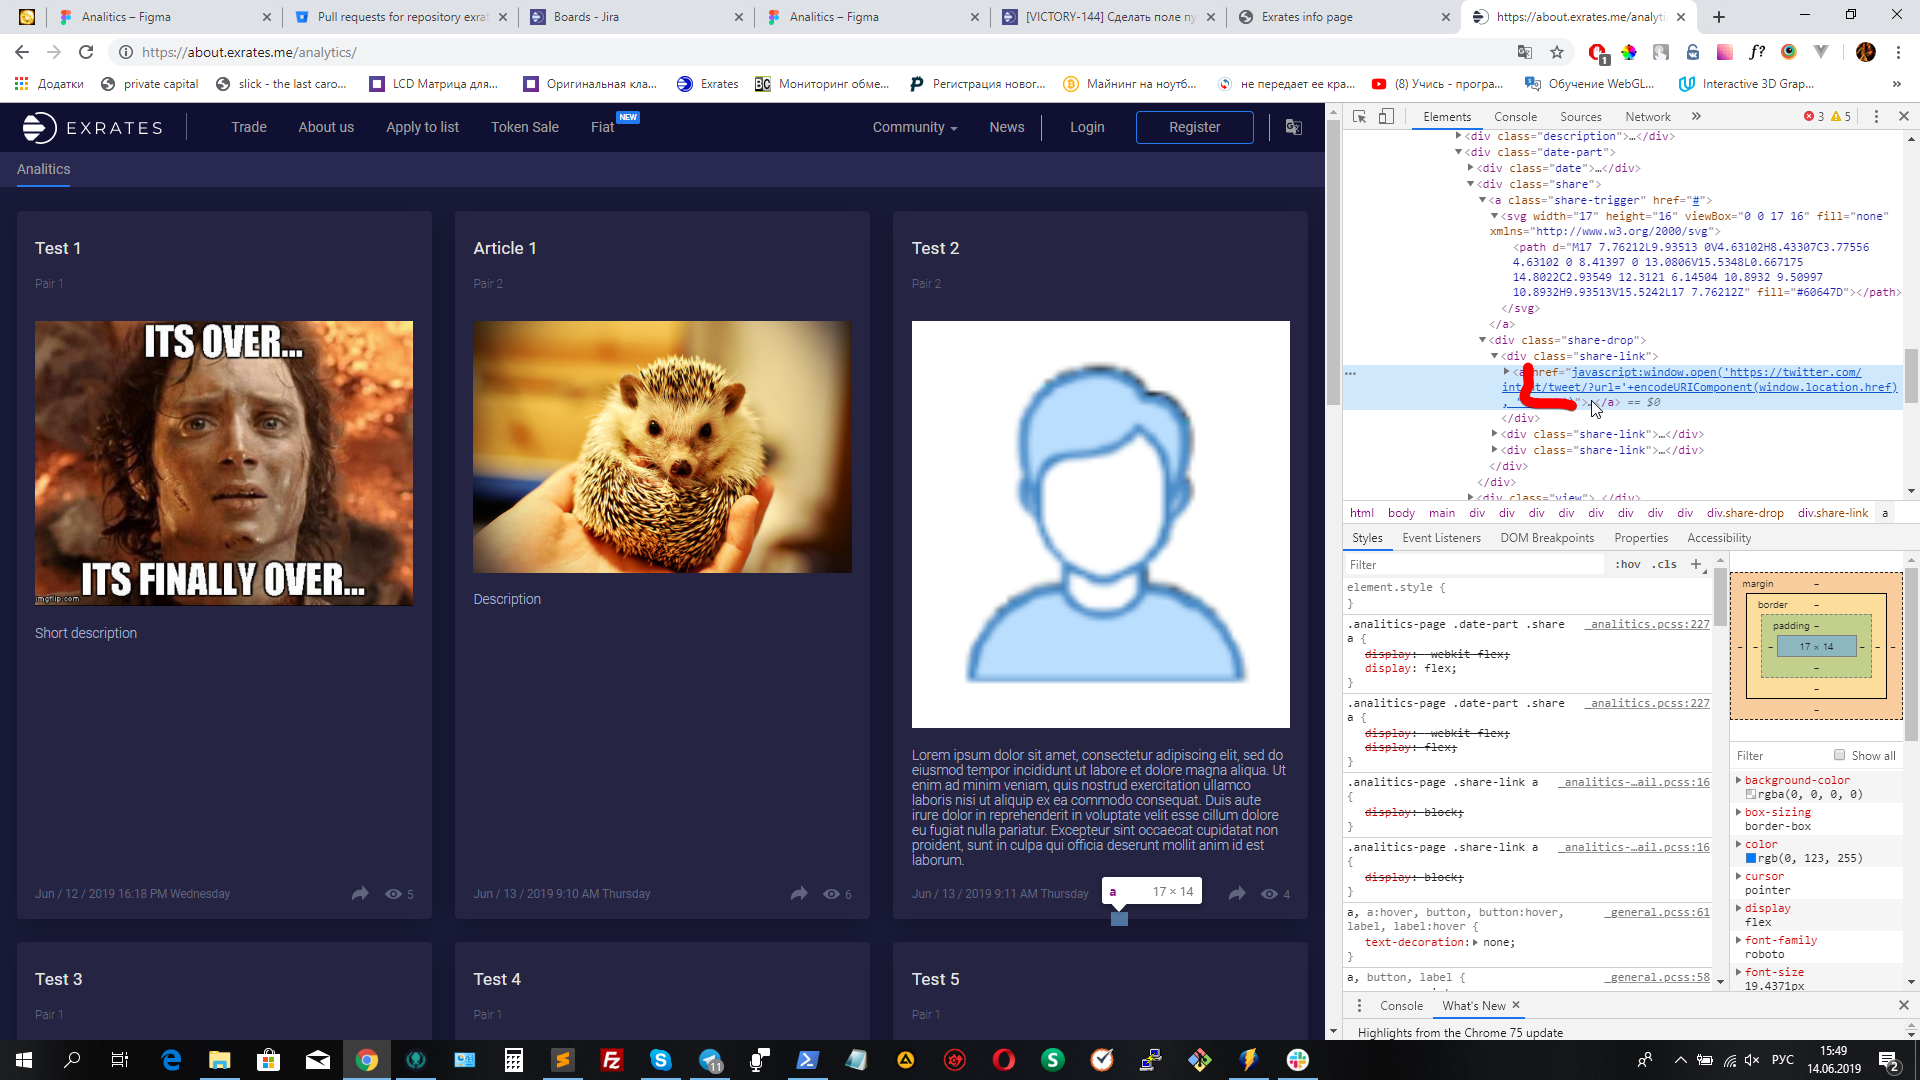 Analitics – Figma
Pull requests for repository exrat
Boards - Jira
Analitics – Figma
[VICTORY-144] Сделать поле пу
Exrates info page
https://about.exrates.me/analyti
https://about.exrates.me/analytics/
Додатки
private capital
slick - the last caro...
LCD Матрица для...
Оригинальная кла...
Exrates
Мониторинг обме...
Регистрация новог...
Майнинг на ноутб...
не передает ее кра...
(8) Учись - програ...
Обучение WebGL...
Interactive 3D Grap...
EXRATES
Trade
About us
Apply to list
Token Sale
Fiat
NEW
Community
News
Login
Register
Analitics
Test 1
Pair 1
ITS OVER...
ITS FINALLY OVER...
imgflip.com
Short description
Jun / 12 / 2019 16:18 PM Wednesday
5
Article 1
Pair 2
Description
Jun / 13 / 2019 9:10 AM Thursday
6
Test 2
Pair 2
Lorem ipsum dolor sit amet, consectetur adipiscing elit, sed do
eiusmod tempor incididunt ut labore et dolore magna aliqua. Ut
enim ad minim veniam, quis nostrud exercitation ullamco
laboris nisi ut aliquip ex ea commodo consequat. Duis aute
irure dolor in reprehenderit in voluptate velit esse cillum dolore
eu fugiat nulla pariatur. Excepteur sint occaecat cupidatat non
proident, sunt in culpa qui officia deserunt mollit anim id est
laborum.
Jun / 13 / 2019 9:11 AM Thursday
4
a 17 × 14
Test 3
Pair 1
Test 4
Pair 1
Test 5
Pair 1
Elements
Console
Sources
Network
3
5
<div class="description">…</div>
<div class="date-part">
<div class="date">…</div>
<div class="share">
<a class="share-trigger" href="#">
<svg width="17" height="16" viewBox="0 0 17 16" fill="none"
xmlns="http://www.w3.org/2000/svg">
<path d="M17 7.76212L9.93513 0V4.63102H8.43307C3.77556
4.63102 0 8.41397 0 13.0806V15.5348L0.667175
14.8022C2.93549 12.3121 6.14504 10.8932 9.50997
10.8932H9.93513V15.5242L17 7.76212Z" fill="#60647D"></path>
</svg>
</a>
<div class="share-drop">
<div class="share-link">
href="javascript:window.open('https://twitter.com/
/tweet/?url='+encodeURIComponent(window.location.href)
</a> == $0
</div>
<div class="share-link">…</div>
<div class="share-link">…</div>
</div>
</div>
<div class="view">…</div>
html body main div div div div div div div div div.share-drop div.share-link a
Styles
Event Listeners
DOM Breakpoints
Properties
Accessibility
Filter
:hov .cls +
element.style {
}
.analitics-page .date-part .share
a {
_analitics.pcss:227
display: -webkit-flex;
display: flex;
}
.analitics-page .date-part .share
a {
_analitics.pcss:227
display: -webkit-flex;
display: flex;
}
.analitics-page .share-link a
{
_analitics-…ail.pcss:16
display: block;
}
.analitics-page .share-link a
{
_analitics-…ail.pcss:16
display: block;
}
a, a:hover, button, button:hover,
label, label:hover {
_general.pcss:61
text-decoration: none;
}
a, button, label {
_general.pcss:58
margin –
border –
padding –
17 × 14
Filter
Show all
background-color
rgba(0, 0, 0, 0)
box-sizing
border-box
color
rgb(0, 123, 255)
cursor
pointer
display
flex
font-family
roboto
font-size
19.4371px
Console
What's New
Highlights from the Chrome 75 update
11
РУС
15:49
14.06.2019
2